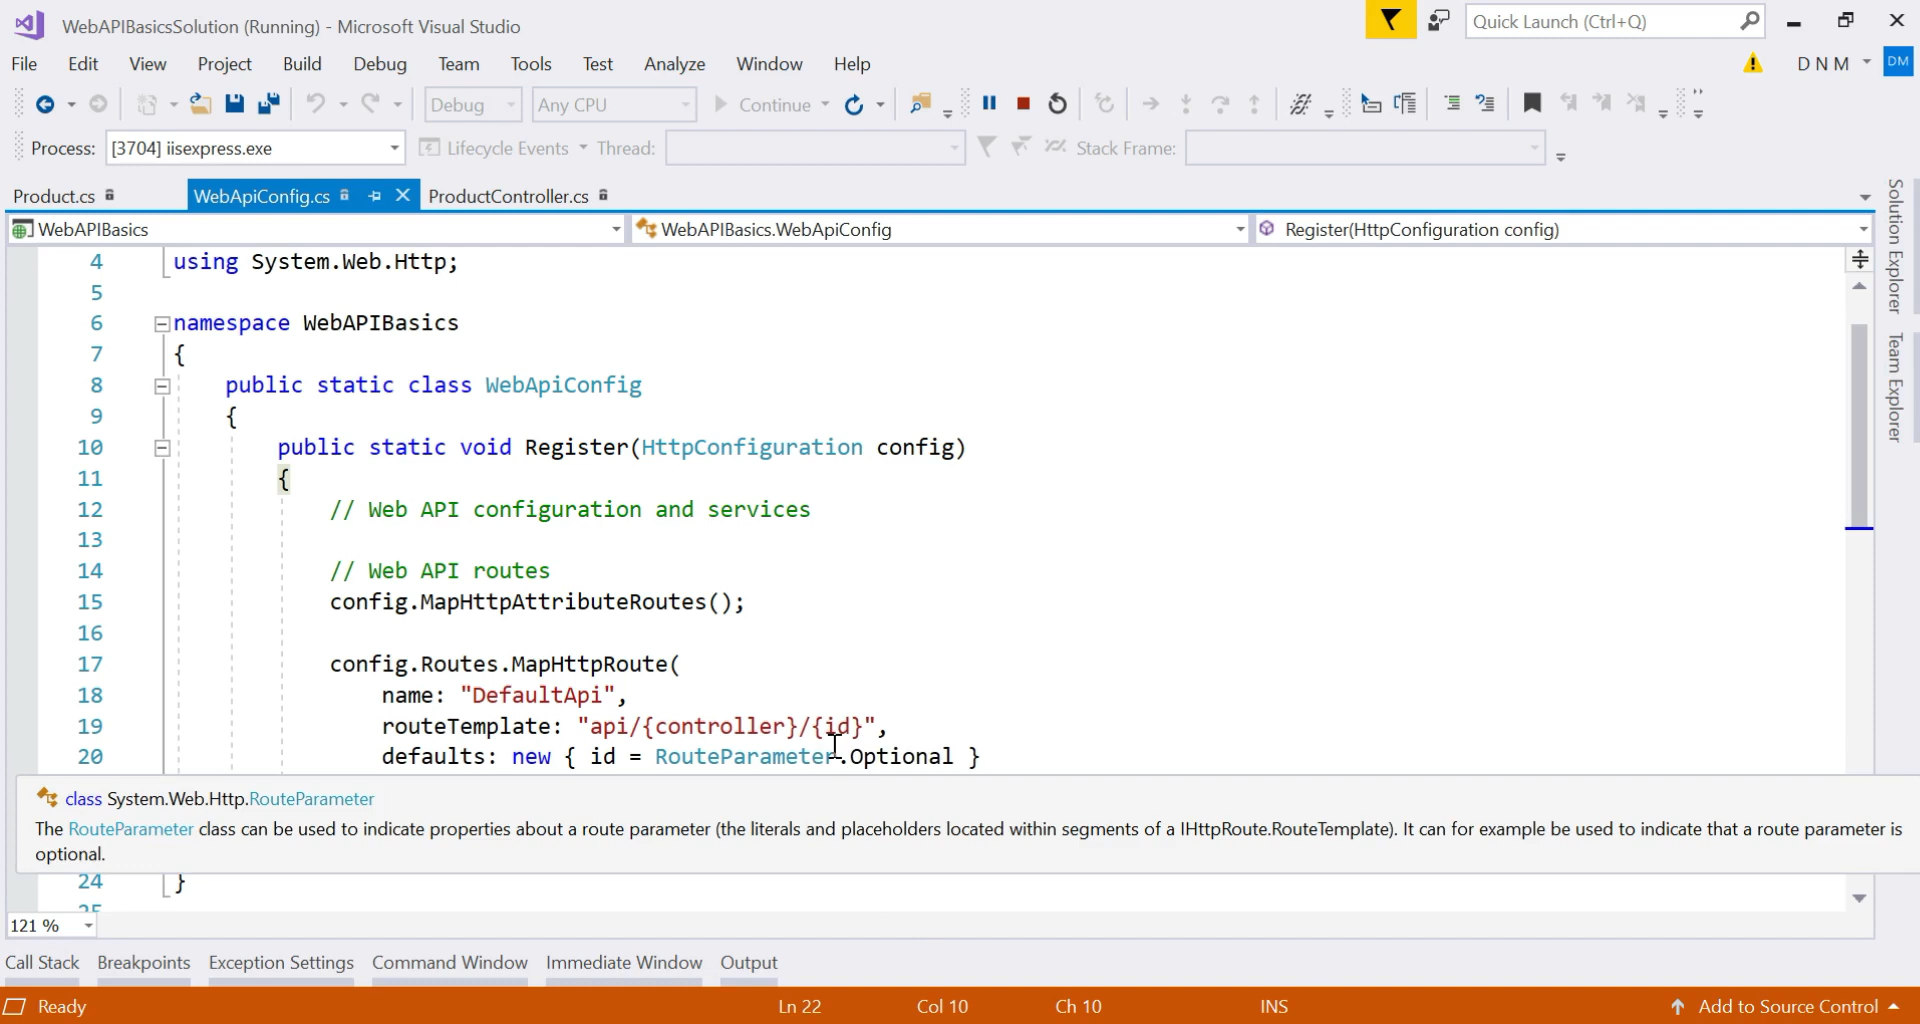 WebAPIBasicsSolution (Running) - Microsoft Visual Studio
Quick Launch (Ctrl+Q)
File Edit View Project Build Debug Team Tools Test Analyze Window Help
D N M DM
Debug Any CPU Continue
Process: [3704] iisexpress.exe Lifecycle Events Thread: Stack Frame:
Product.cs WebApiConfig.cs ProductController.cs
WebAPIBasics WebAPIBasics.WebApiConfig Register(HttpConfiguration config)
Solution Explorer
Team Explorer
4 using System.Web.Http;
5
6 namespace WebAPIBasics
7 {
8 public static class WebApiConfig
9 {
10 public static void Register(HttpConfiguration config)
11 {
12 // Web API configuration and services
13
14 // Web API routes
15 config.MapHttpAttributeRoutes();
16
17 config.Routes.MapHttpRoute(
18 name: "DefaultApi",
19 routeTemplate: "api/{controller}/{id}",
20 defaults: new { id = RouteParameter.Optional }
class System.Web.Http.RouteParameter
The RouteParameter class can be used to indicate properties about a route parameter (the literals and placeholders located within segments of a IHttpRoute.RouteTemplate). It can for example be used to indicate that a route parameter is
optional.
24 }
25
121 %
Call Stack Breakpoints Exception Settings Command Window Immediate Window Output
Ready Ln 22 Col 10 Ch 10 INS Add to Source Control